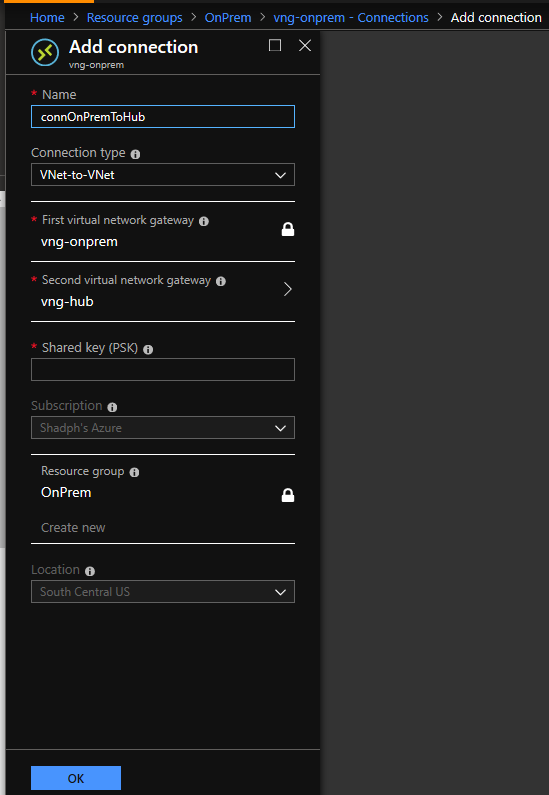 Home > Resource groups > OnPrem > vng-onprem - Connections > Add connection
Add connection
vng-onprem
* Name
connOnPremToHub
Connection type
VNet-to-VNet
* First virtual network gateway
vng-onprem
* Second virtual network gateway
vng-hub
* Shared key (PSK)
Subscription
Shadph's Azure
Resource group
OnPrem
Create new
Location
South Central US
OK